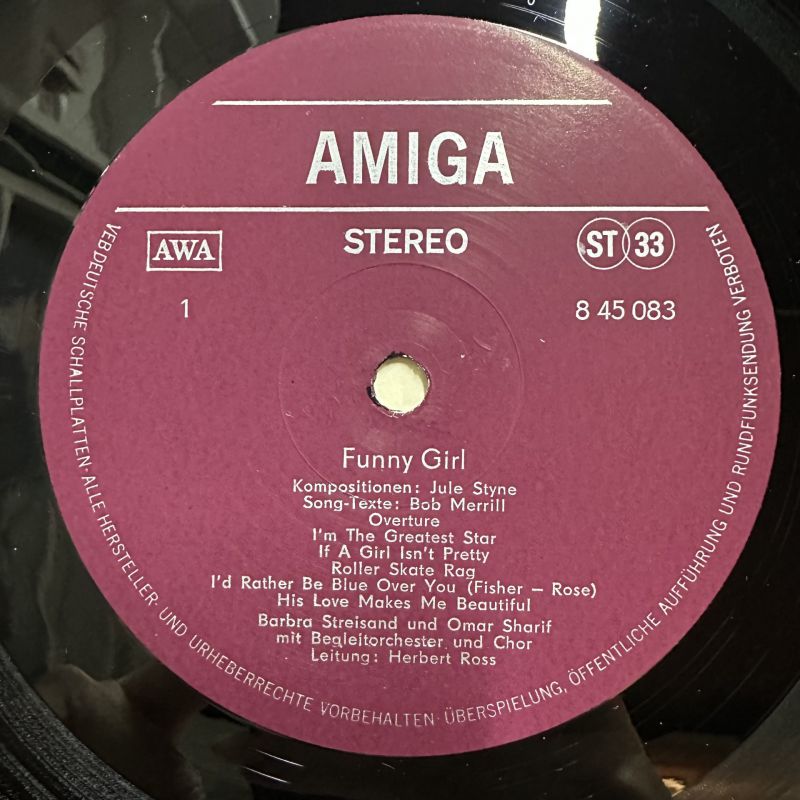 AMIGA
AWA
STEREO
ST 33
1
8 45 083
Funny Girl
Kompositionen: Jule Styne
Song-Texte: Bob Merrill
Overture
I'm The Greatest Star
If A Girl Isn't Pretty
Roller Skate Rag
I'd Rather Be Blue Over You (Fisher – Rose)
His Love Makes Me Beautiful
Barbra Streisand und Omar Sharif
mit Begleitorchester und Chor
Leitung: Herbert Ross
VEB DEUTSCHE SCHALLPLATTEN · ALLE HERSTELLER- UND URHEBERRECHTE VORBEHALTEN · ÜBERSPIELUNG, ÖFFENTLICHE AUFFÜHRUNG UND RUNDFUNKSENDUNG VERBOTEN